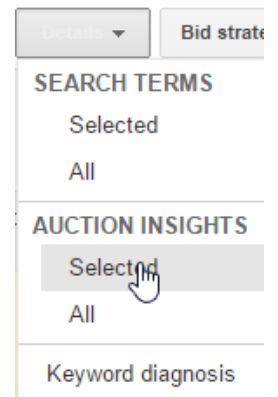 Details
Bid strate
SEARCH TERMS
Selected
All
AUCTION INSIGHTS
Selected
All
Keyword diagnosis